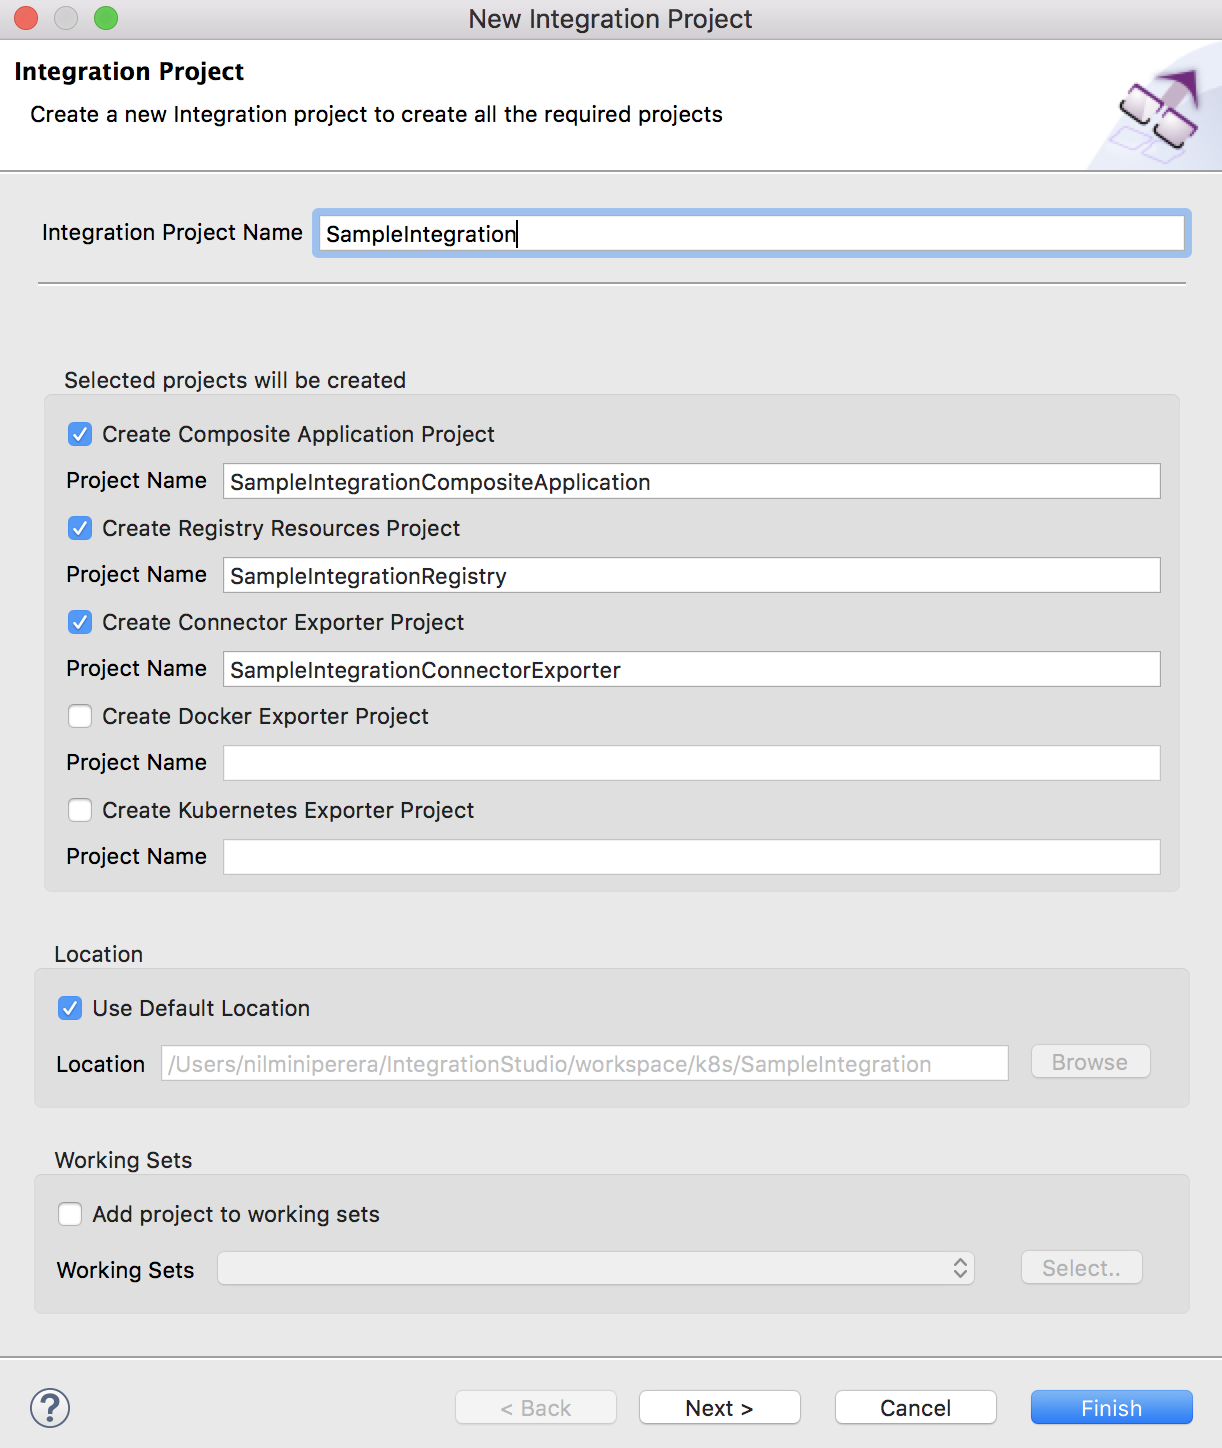 New Integration Project
Integration Project
Create a new Integration project to create all the required projects
Integration Project Name SampleIntegration
Selected projects will be created
Create Composite Application Project
Project Name SampleIntegrationCompositeApplication
Create Registry Resources Project
Project Name SampleIntegrationRegistry
Create Connector Exporter Project
Project Name SampleIntegrationConnectorExporter
Create Docker Exporter Project
Project Name
Create Kubernetes Exporter Project
Project Name
Location
Use Default Location
Location /Users/nilminiperera/IntegrationStudio/workspace/k8s/SampleIntegration Browse
Working Sets
Add project to working sets
Working Sets Select..
? < Back Next > Cancel Finish